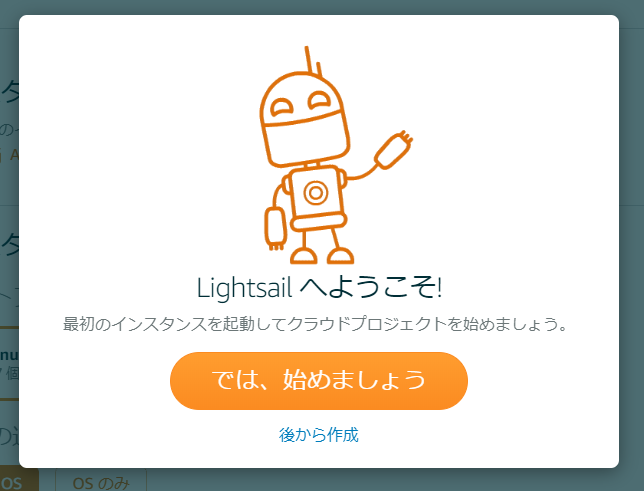 Lightsail へようこそ!
最初のインスタンスを起動してクラウドプロジェクトを始めましょう。
では、始めましょう
後から作成
OS
OS のみ